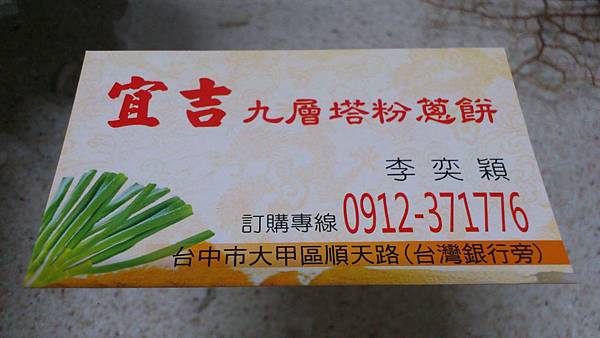 宜吉 九層塔粉蔥餅
李奕穎
訂購專線 0912-371776
台中市大甲區順天路(台灣銀行旁)